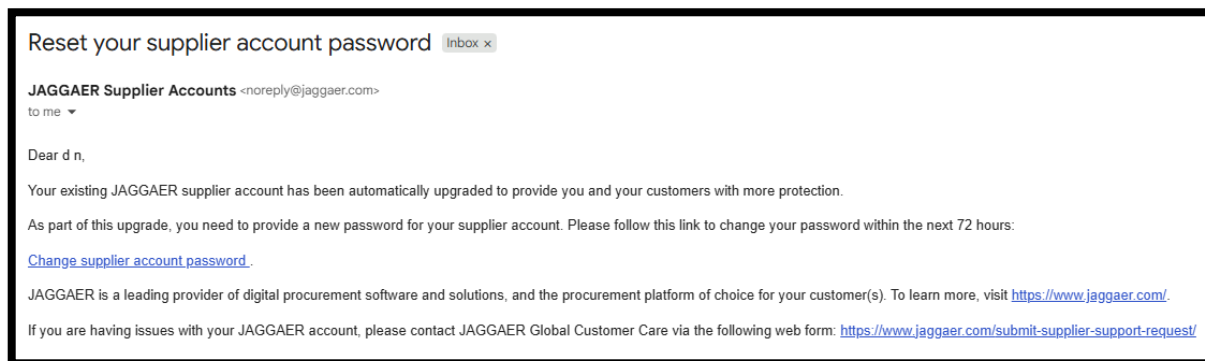 Reset your supplier account password Inbox x
JAGGAER Supplier Accounts <noreply@jaggaer.com>
to me
Dear d n,
Your existing JAGGAER supplier account has been automatically upgraded to provide you and your customers with more protection.
As part of this upgrade, you need to provide a new password for your supplier account. Please follow this link to change your password within the next 72 hours:
Change supplier account password .
JAGGAER is a leading provider of digital procurement software and solutions, and the procurement platform of choice for your customer(s). To learn more, visit https://www.jaggaer.com/.
If you are having issues with your JAGGAER account, please contact JAGGAER Global Customer Care via the following web form: https://www.jaggaer.com/submit-supplier-support-request/